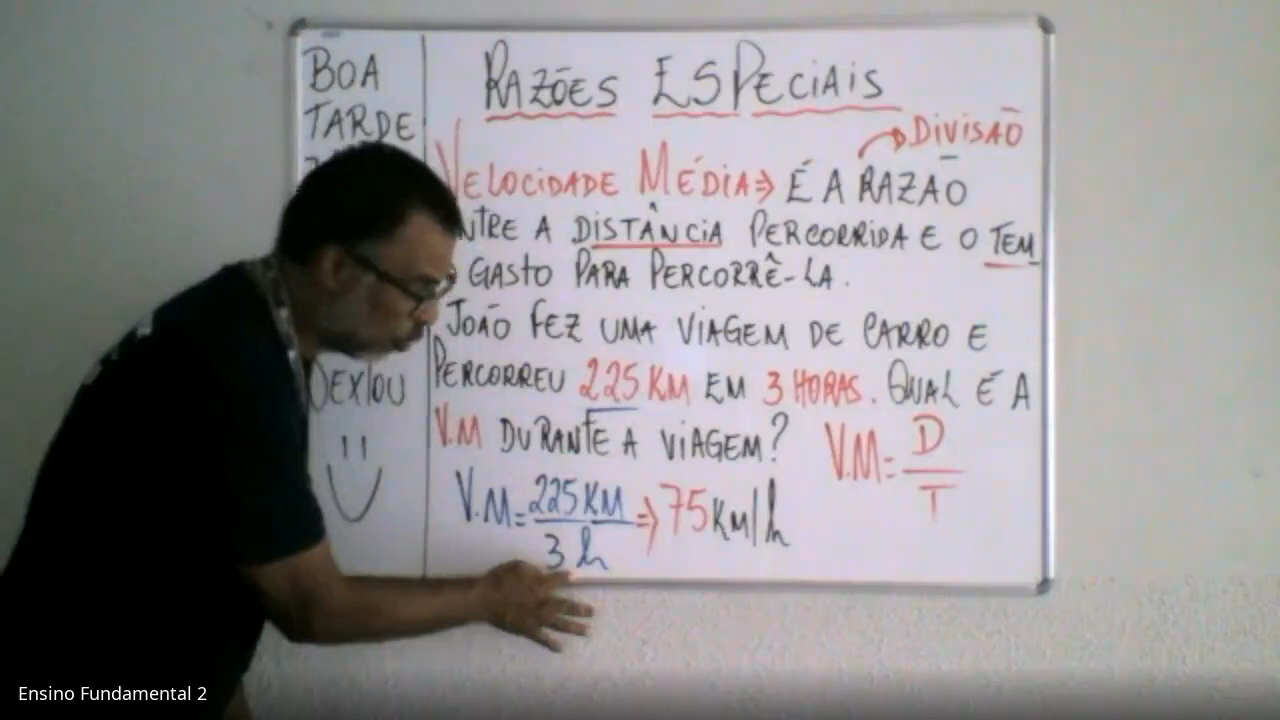 BOA
TARDE
DEX/OU
RAZÕES ESPECIAIS
DIVISÃO
VELOCIDADE MÉDIA⇒ É A RAZÃO
NTRE A DISTÂNCIA PERCORRIDA E O TEM
GASTO PARA PERCORRÊ-LA.
JOÃO FEZ UMA VIAGEM DE CARRO E
PERCORREU 225 KM EM 3 HORAS. QUAL É A
V.M DURANTE A VIAGEM?
V.M= D
T
V.M= 225 KM ⇒ 75 KM/h
3 h
Ensino Fundamental 2